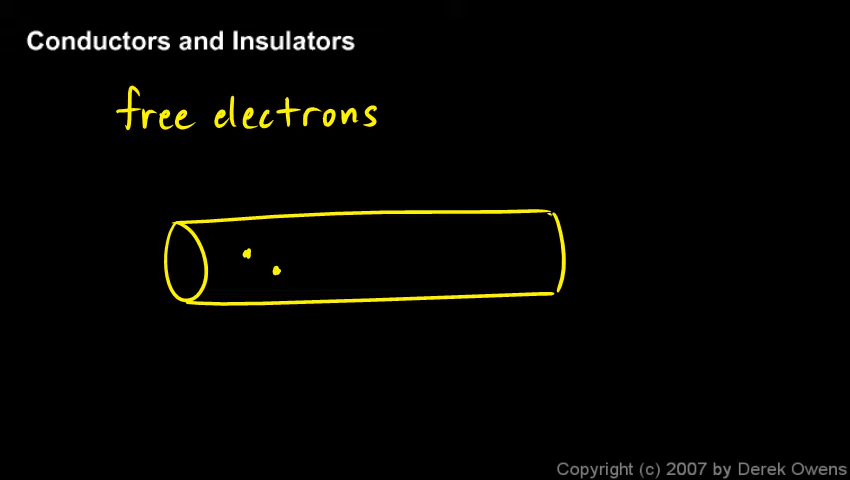 Conductors and Insulators
free electrons
Copyright (c) 2007 by Derek Owens